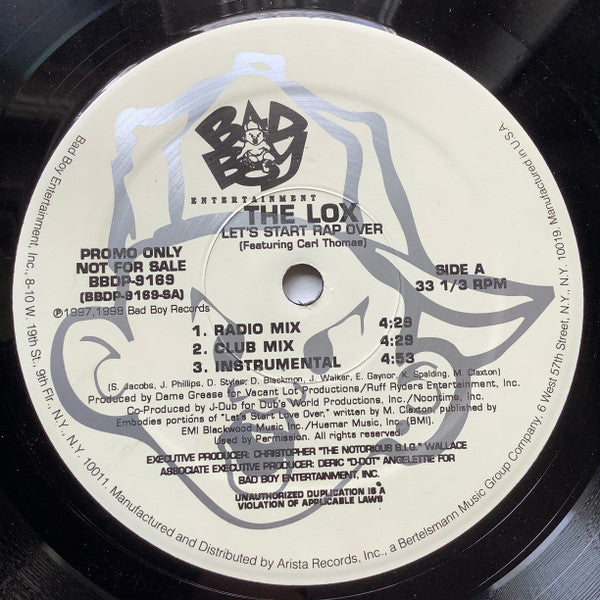 BAD
BOY
ENTERTAINMENT
THE LOX
LET'S START RAP OVER
(Featuring Carl Thomas)
PROMO ONLY
NOT FOR SALE
BBDP-9169
(BBDP-9169-SA)
℗1997,1998 Bad Boy Records
SIDE A
33 1/3 RPM
1. RADIO MIX 4:28
2. CLUB MIX 4:29
3. INSTRUMENTAL 4:53
(S. Jacobs, J. Phillips, D. Styles, D. Blackmon, J. Walker, E. Gaynor, K. Spalding, M. Claxton)
Produced by Dame Grease for Vacant Lot Productions/Ruff Ryders Entertainment, Inc.
Co-Produced by J-Dub for Dub's World Productions, Inc./Noontime, Inc.
Embodies portions of "Let's Start Love Over," written by M. Claxton, published by
EMI Blackwood Music Inc./Huemar Music, Inc (BMI).
Used by Permission. All rights reserved.
EXECUTIVE PRODUCER: CHRISTOPHER "THE NOTORIOUS B.I.G." WALLACE
ASSOCIATE EXECUTIVE PRODUCER: DERIC "D-DOT" ANGELETTIE FOR
BAD BOY ENTERTAINMENT, INC.
UNAUTHORIZED DUPLICATION IS A
VIOLATION OF APPLICABLE LAWS
Bad Boy Entertainment, Inc., 8-10 W. 19th St., 9th Flr., N.Y., N.Y., 10011. Manufactured and Distributed by Arista Records, Inc., a Bertelsmann Music Group Company, 6 West 57th Street, N.Y., N.Y. 10019. Manufactured in U.S.A.